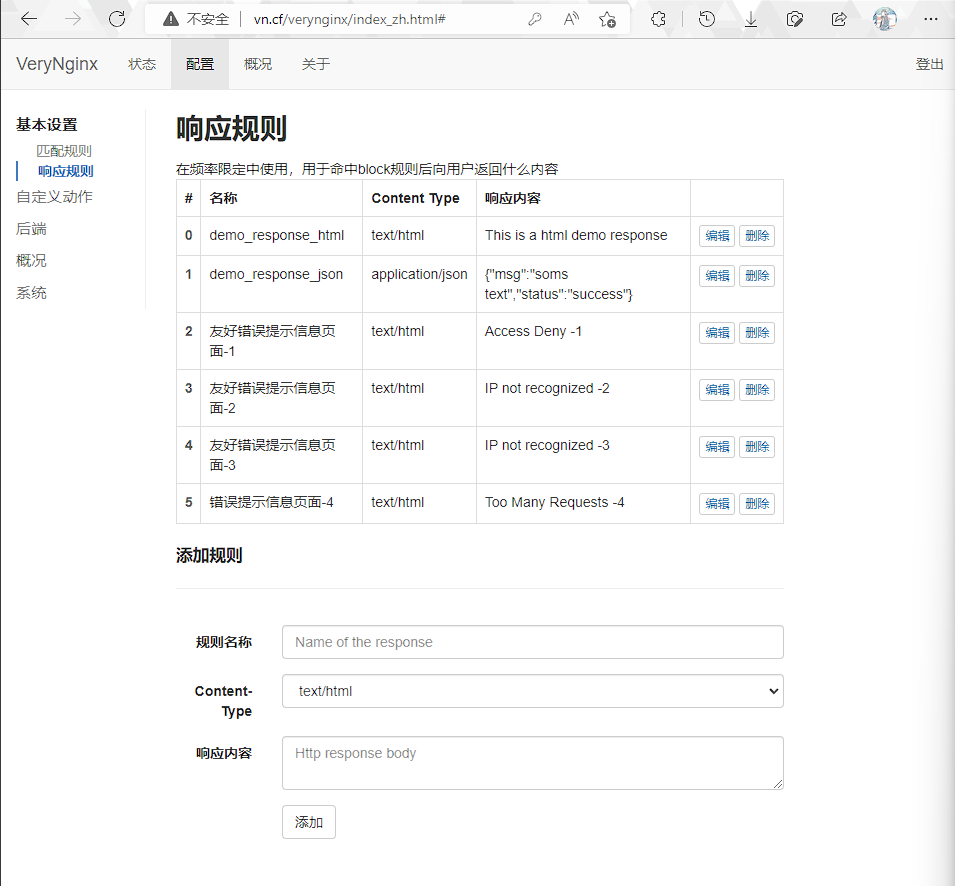 不安全 vn.cf/verynginx/index_zh.html#
VeryNginx 状态 配置 概况 关于 登出
基本设置
匹配规则
响应规则
自定义动作
后端
概况
系统
响应规则
在频率限定中使用，用于命中block规则后向用户返回什么内容
# 名称 Content Type 响应内容
0 demo_response_html text/html This is a html demo response 编辑 删除
1 demo_response_json application/json {"msg":"soms 编辑 删除
text","status":"success"}
2 友好错误提示信息页 text/html Access Deny -1 编辑 删除
面-1
3 友好错误提示信息页 text/html IP not recognized -2 编辑 删除
面-2
4 友好错误提示信息页 text/html IP not recognized -3 编辑 删除
面-3
5 错误提示信息页面-4 text/html Too Many Requests -4 编辑 删除
添加规则
规则名称 Name of the response
Content- text/html
Type
响应内容 Http response body
添加